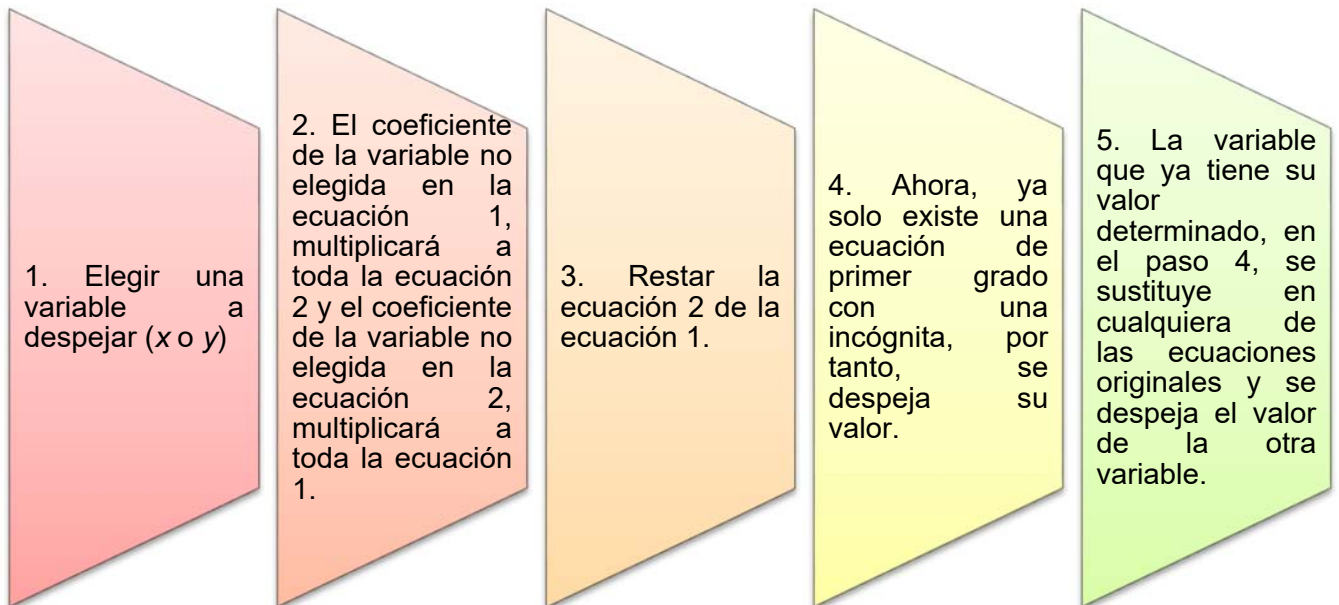 1. Elegir una
variable a
despejar (x o y)
2. El coeficiente
de la variable no
elegida en la
ecuación 1,
multiplicará a
toda la ecuación
2 y el coeficiente
de la variable no
elegida en la
ecuación 2,
multiplicará a
toda la ecuación
1.
3. Restar la
ecuación 2 de la
ecuación 1.
4. Ahora, ya
solo existe una
ecuación de
primer grado
con una
incógnita, por
tanto, se
despeja su
valor.
5. La variable
que ya tiene su
valor
determinado, en
el paso 4, se
sustituye en
cualquiera de
las ecuaciones
originales y se
despeja el valor
de la otra
variable.